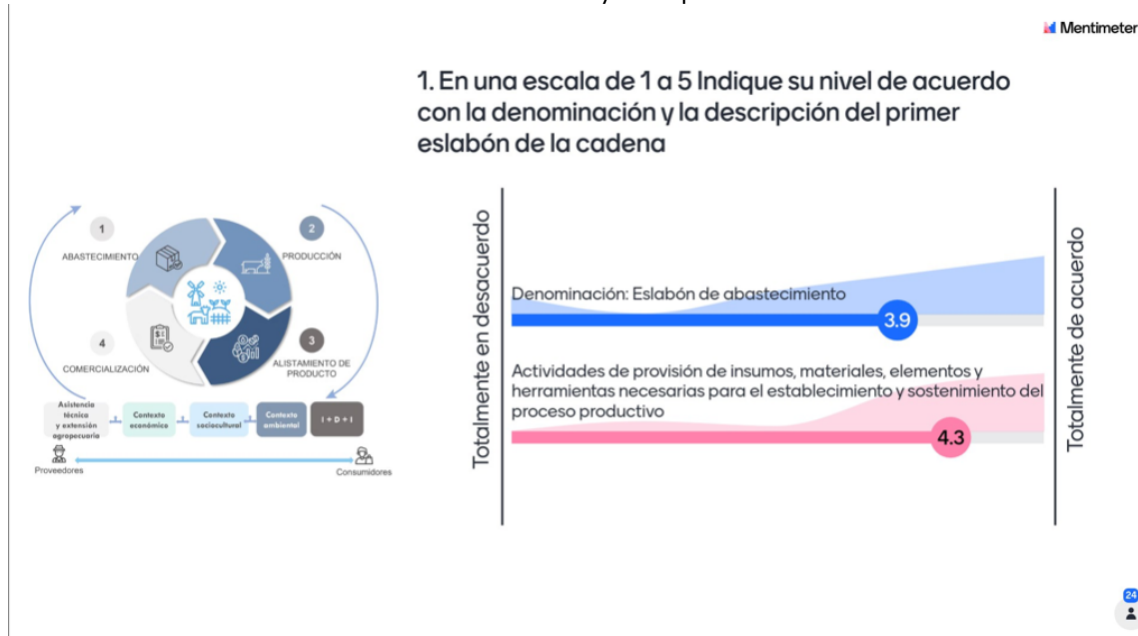 Mentimeter
1. En una escala de 1 a 5 Indique su nivel de acuerdo
con la denominación y la descripción del primer
eslabón de la cadena
1
ABASTECIMIENTO
2
PRODUCCIÓN
3
ALISTAMIENTO DE
PRODUCTO
4
COMERCIALIZACIÓN
Asistencia
técnica
y extensión
agropecuaria
Contexto
económico
Contexto
sociocultural
Contexto
ambiental
I + D + I
Proveedores
Consumidores
Totalmente en desacuerdo
Denominación: Eslabón de abastecimiento
3.9
Actividades de provisión de insumos, materiales, elementos y
herramientas necesarias para el establecimiento y sostenimiento del
proceso productivo
4.3
Totalmente de acuerdo
24